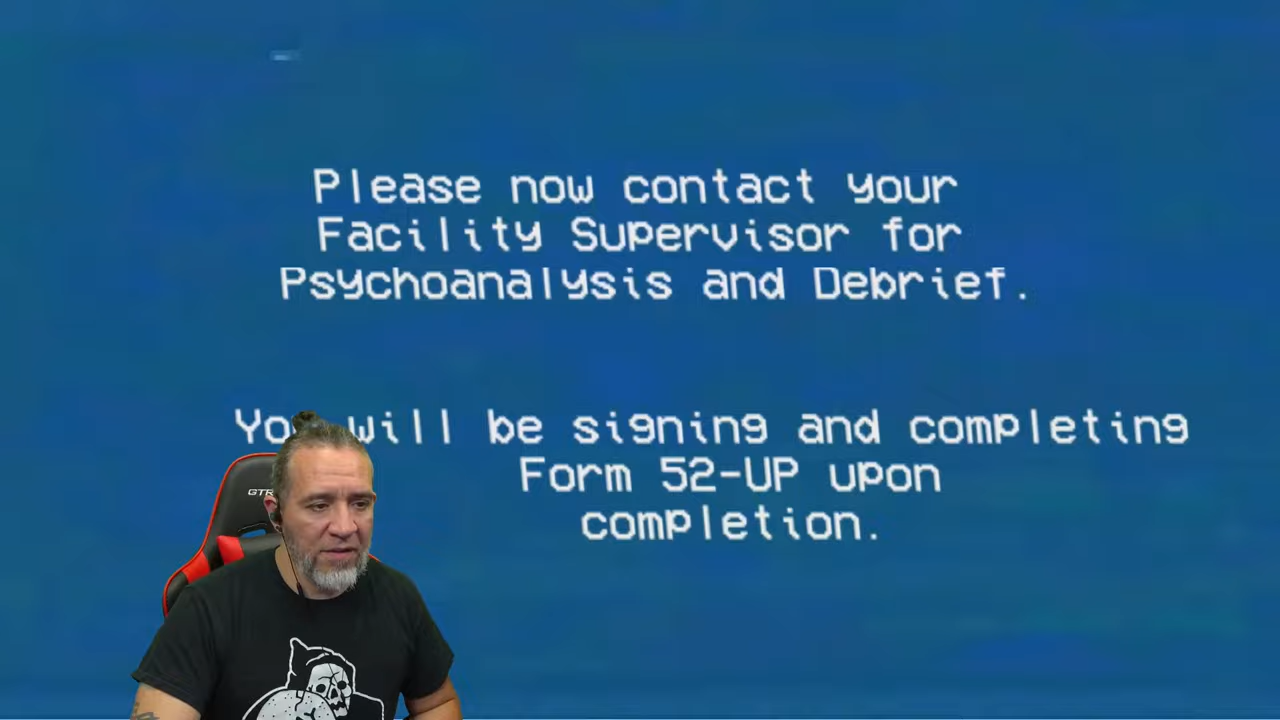 Please now contact your
Facility Supervisor for
Psychoanalysis and Debrief.
will be signing and completing
Form 52-UP upon
completion.